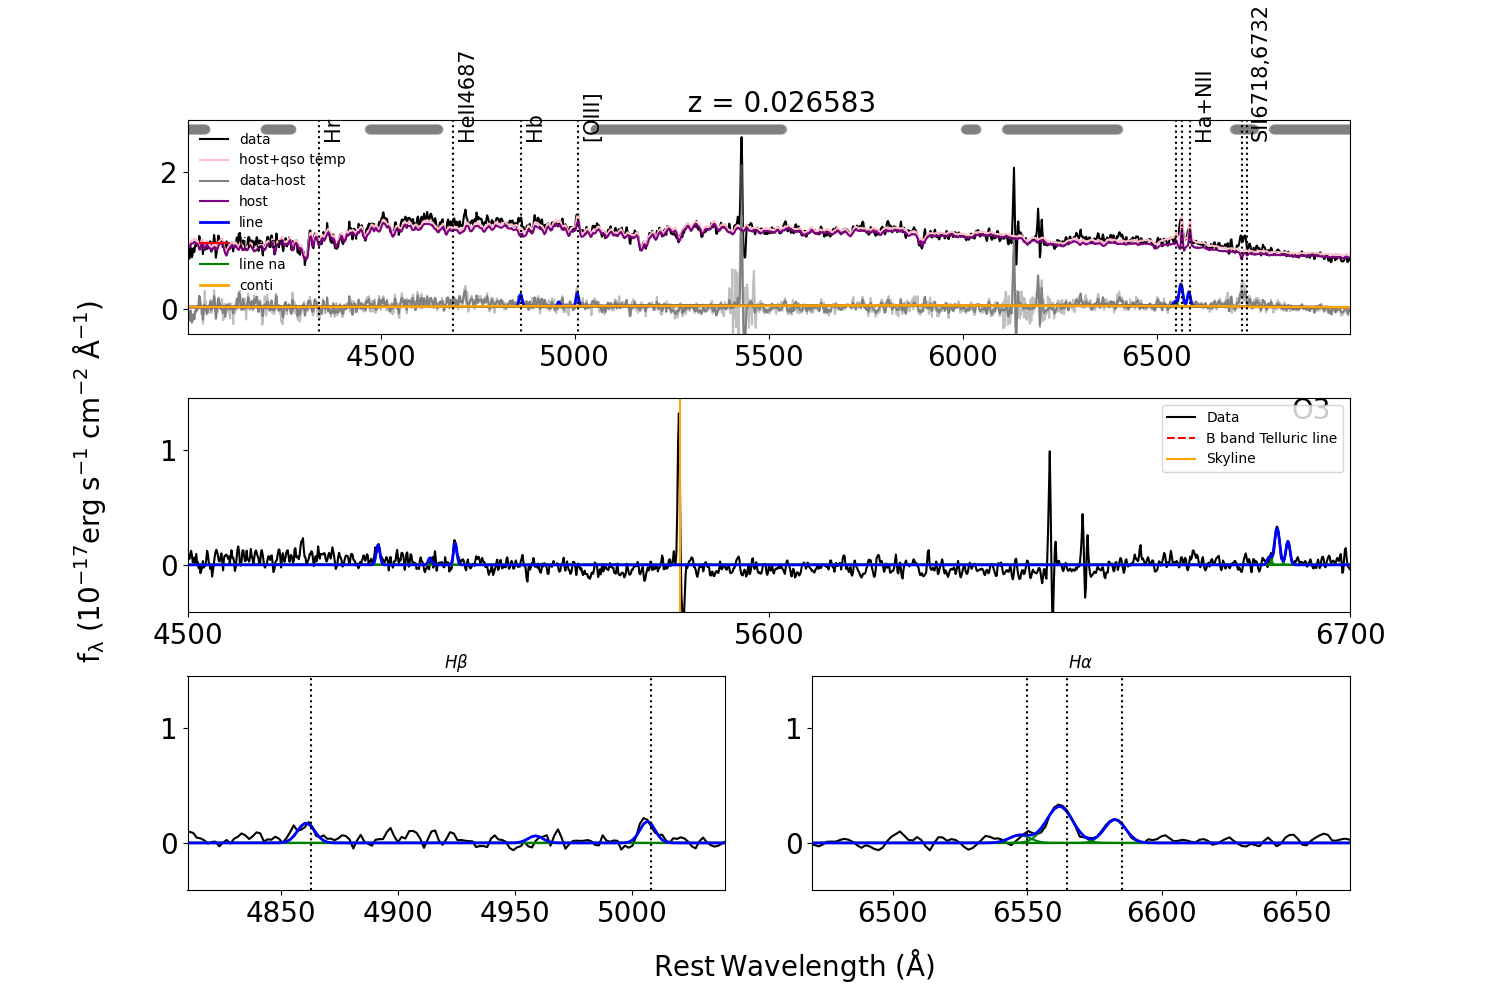 z = 0.026583
Hr
HeII4687
Hb
[OIII]
Ha+NII
SII6718,6732
data
host+qso temp
data-host
host
line
line na
conti
2
0
4500 5000 5500 6000 6500
fλ (10−17erg s−1 cm−2 Å−1)
O3
Data
B band Telluric line
Skyline
1
0
4500 5600 6700
Hβ
1
0
4850 4900 4950 5000
Hα
1
0
6500 6550 6600 6650
Rest Wavelength (Å)